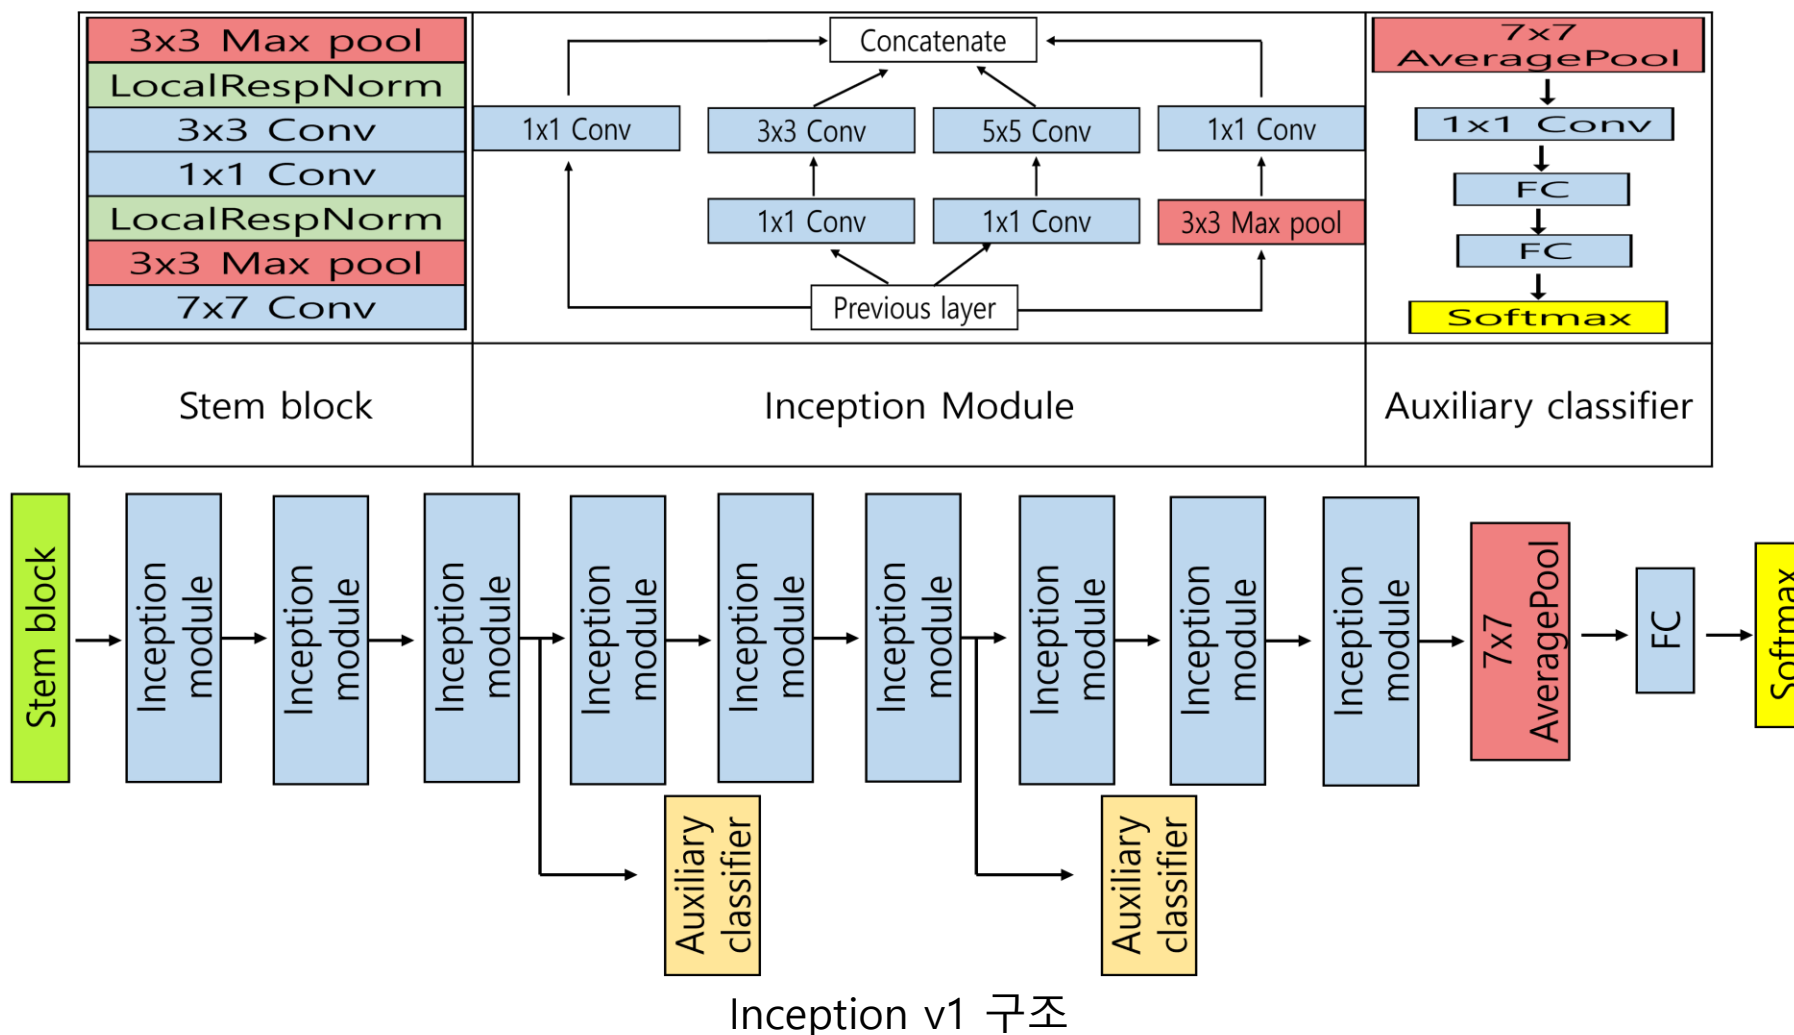 3x3 Max pool
LocalRespNorm
3x3 Conv
1x1 Conv
LocalRespNorm
3x3 Max pool
7x7 Conv
Stem block
Concatenate
1x1 Conv
3x3 Conv
5x5 Conv
1x1 Conv
1x1 Conv
1x1 Conv
3x3 Max pool
Previous layer
Inception Module
7x7
AveragePool
1x1 Conv
FC
FC
Softmax
Auxiliary classifier
Stem block
Inception
module
Inception
module
Inception
module
Inception
module
Inception
module
Inception
module
Inception
module
Inception
module
Inception
module
7x7
AveragePool
FC
Softmax
Auxiliary
classifier
Auxiliary
classifier
Inception v1 구조